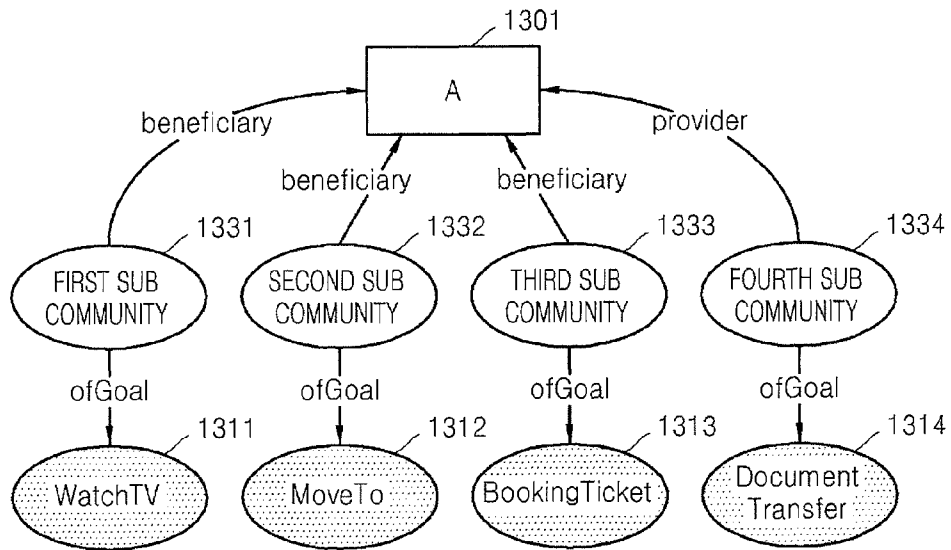 1301
A
beneficiary
provider
beneficiary
beneficiary
1331
1332
1333
1334
FIRST SUB
COMMUNITY
SECOND SUB
COMMUNITY
THIRD SUB
COMMUNITY
FOURTH SUB
COMMUNITY
ofGoal
ofGoal
ofGoal
ofGoal
1311
1312
1313
1314
WatchTV
MoveTo
BookingTicket
Document
Transfer